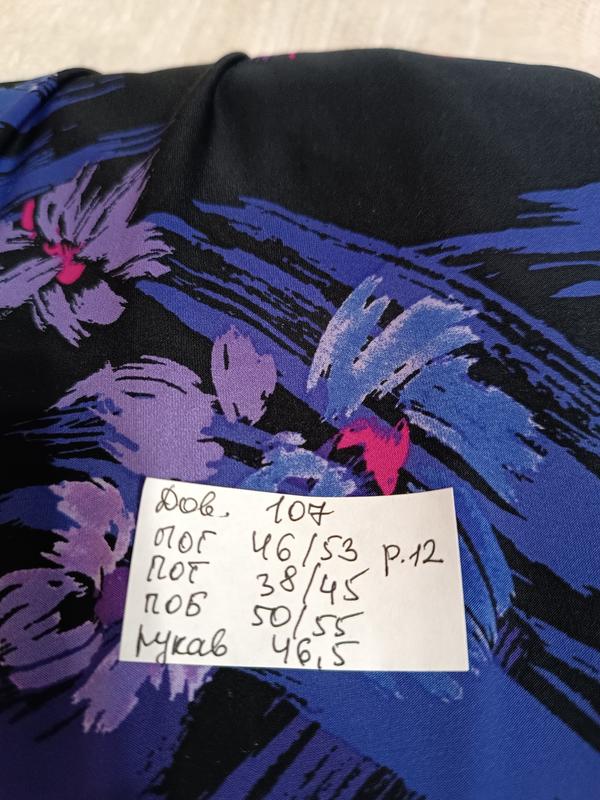 Дов. 107
ПОГ 46/53 р.12
ПОТ 38/45
ПОБ 50/55
рукав 46,5